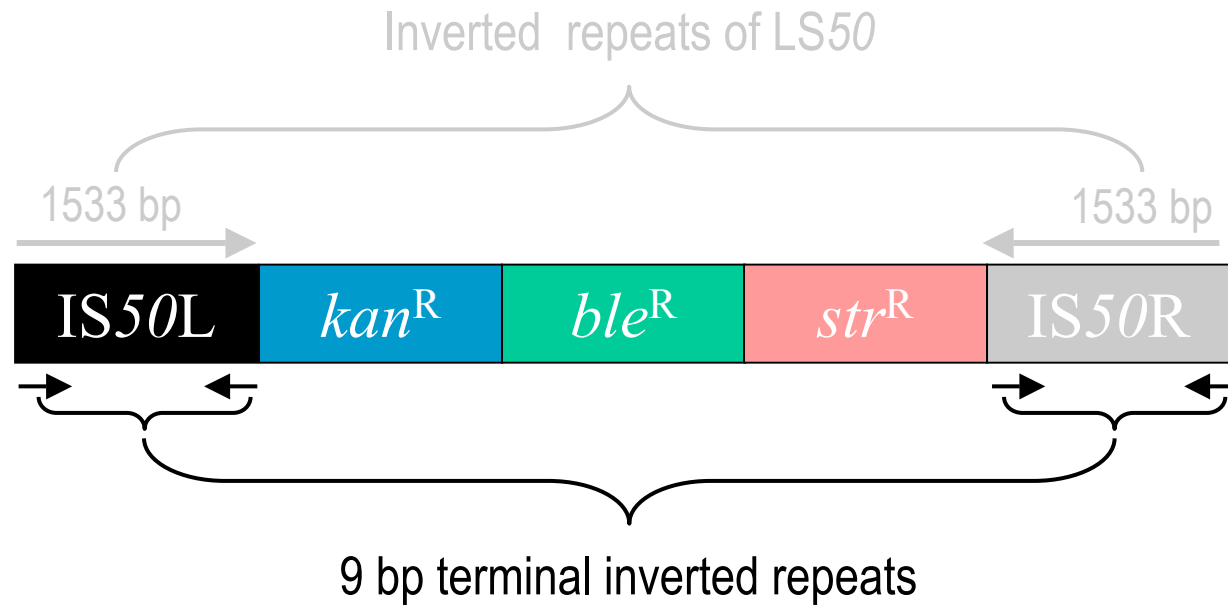 Inverted repeats of LS50
1533 bp 1533 bp
IS50L kanR bleR strR IS50R
9 bp terminal inverted repeats